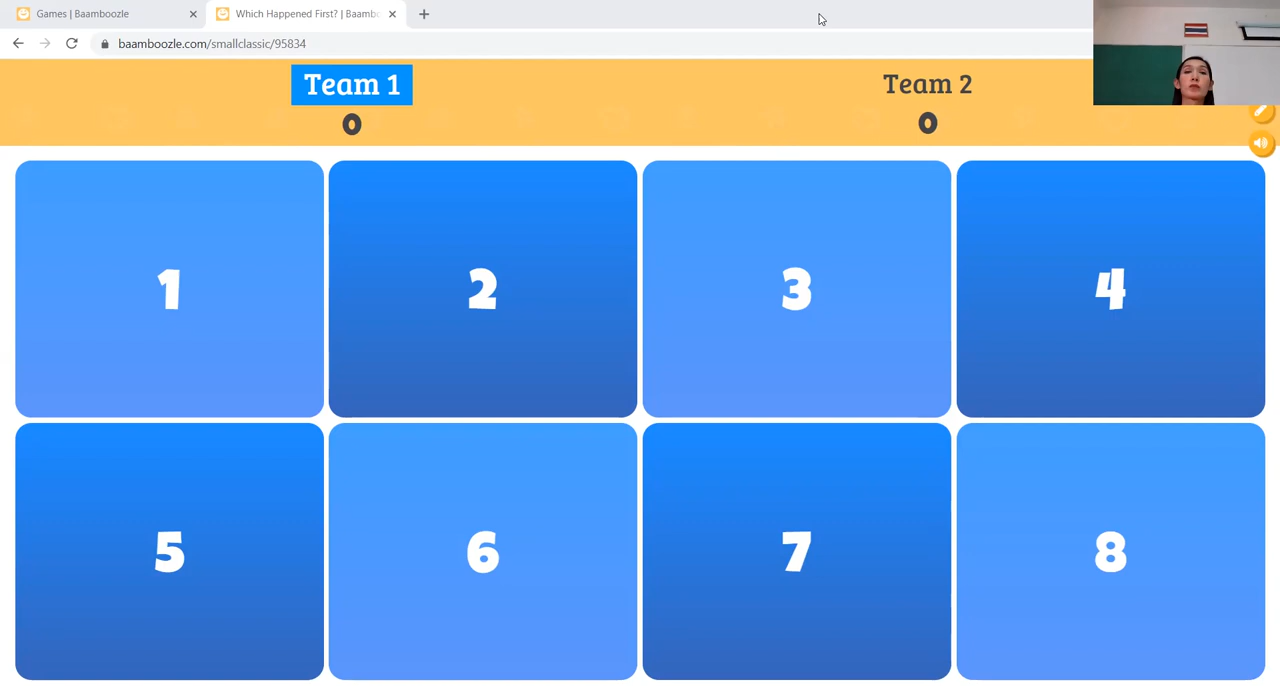 Games | Baamboozle
Which Happened First? | Baambo
baamboozle.com/smallclassic/95834
Team 1
Team 2
0
0
1
2
3
4
5
6
7
8